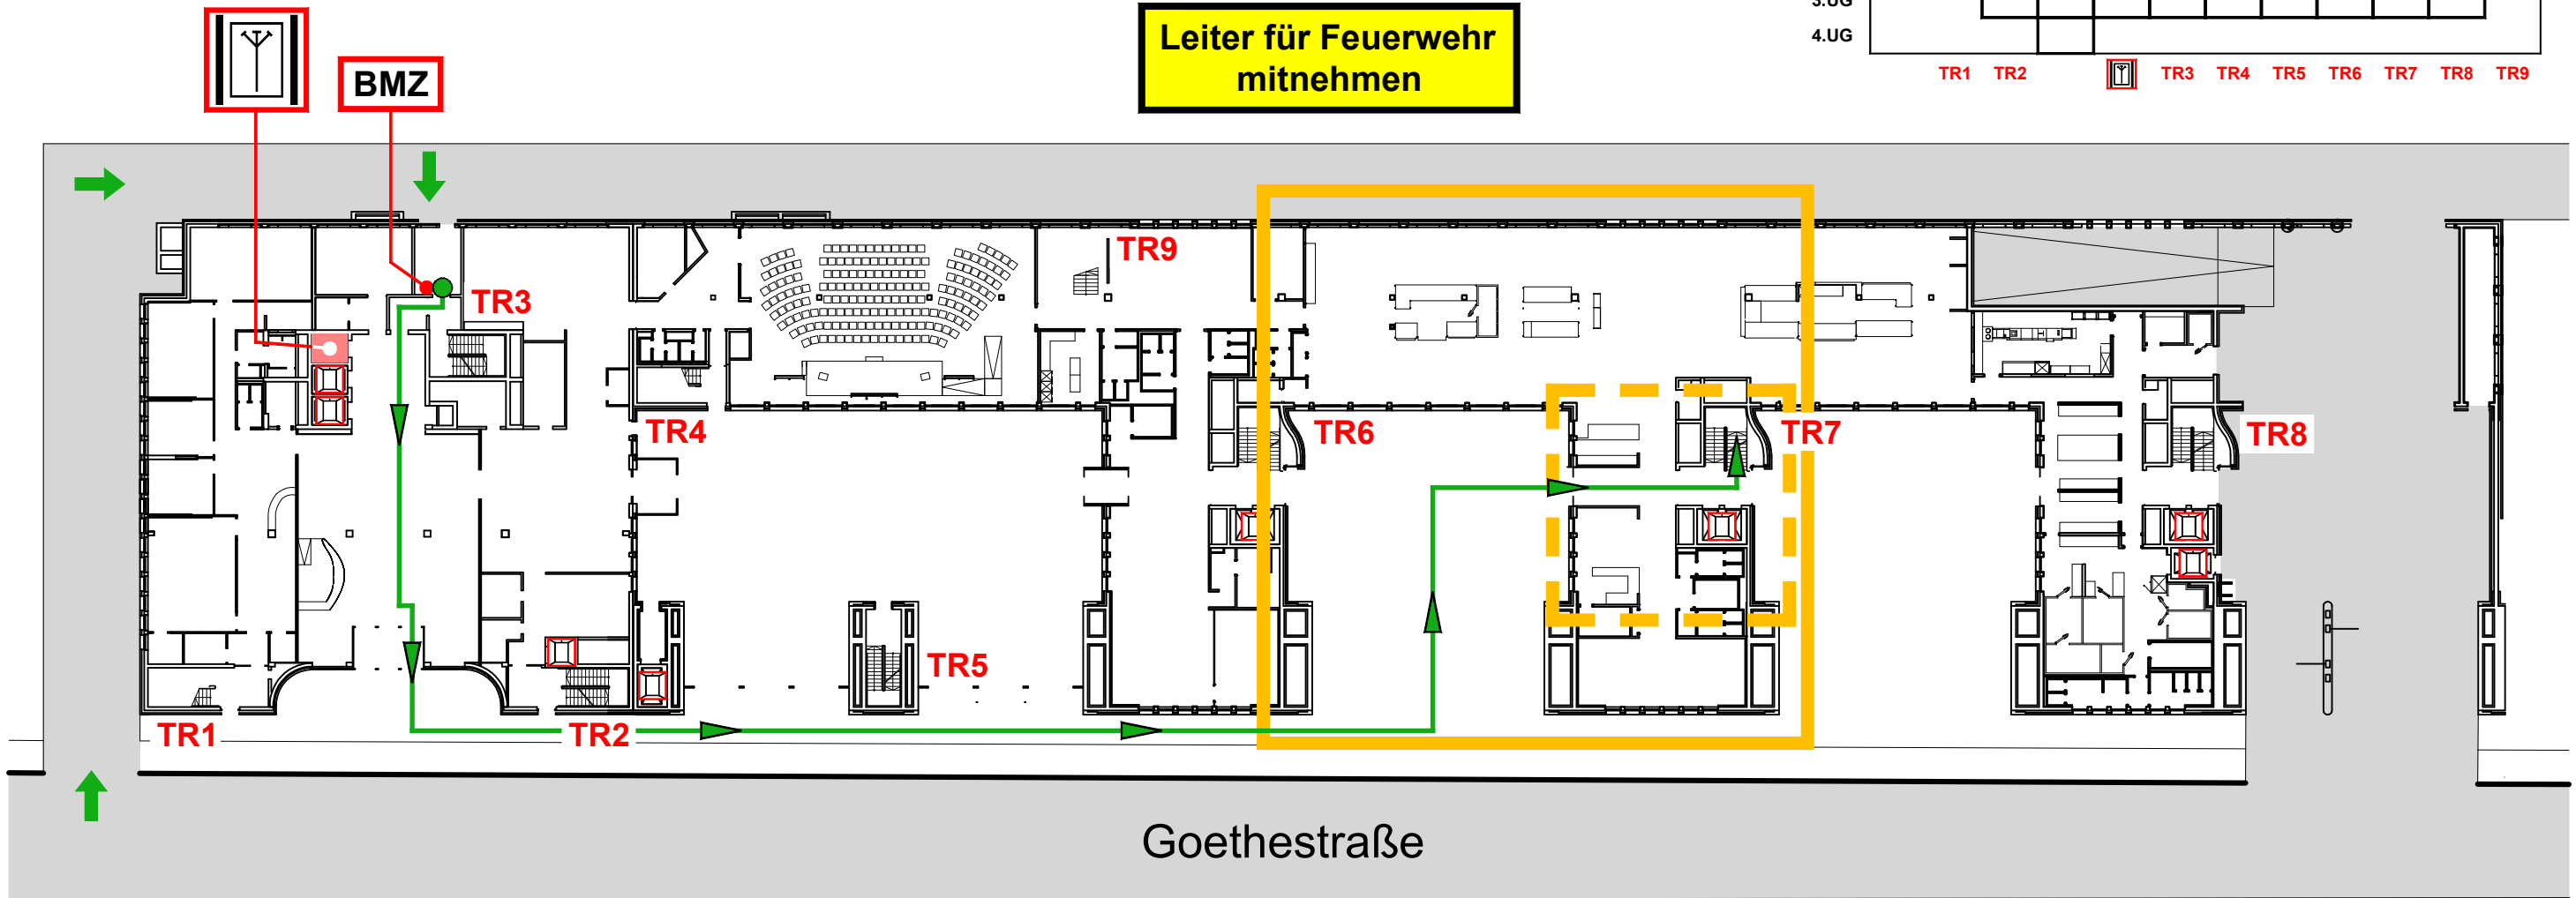 3.UG
Leiter für Feuerwehr
mitnehmen
4.UG
TR1 TR2 TR3 TR4 TR5 TR6 TR7 TR8 TR9
BMZ
TR9
TR3
TR4
TR6
TR7
TR8
TR5
TR1
TR2
Goethestraße